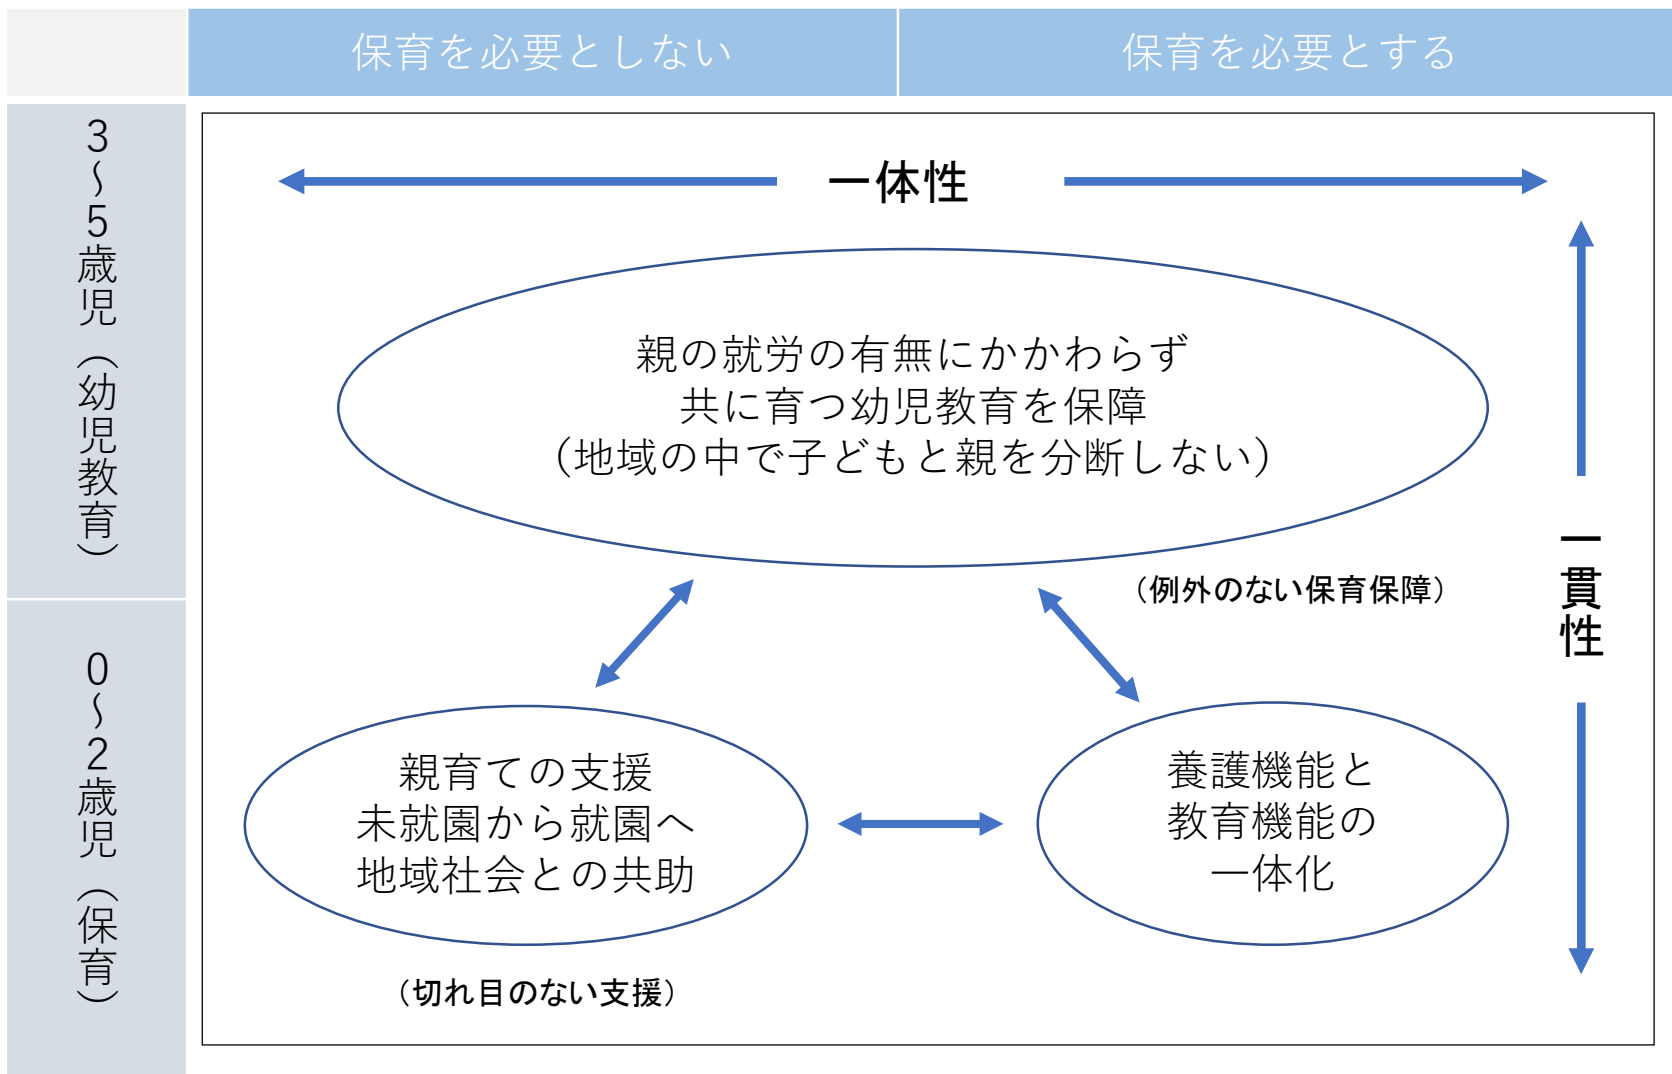 保育を必要としない
保育を必要とする
3～5歳児（幼児教育）
一体性
親の就労の有無にかかわらず
共に育つ幼児教育を保障
（地域の中で子どもと親を分断しない）
（例外のない保育保障）
一貫性
0～2歳児（保育）
親育ての支援
未就園から就園へ
地域社会との共助
養護機能と
教育機能の
一体化
（切れ目のない支援）